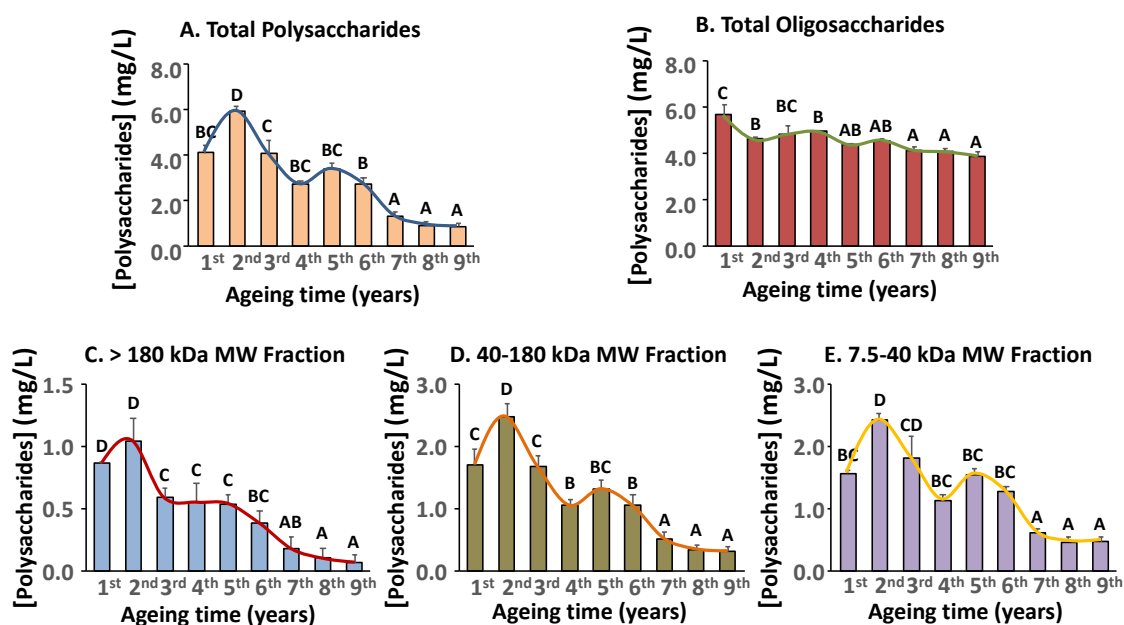 A. Total Polysaccharides
[Polysaccharides] (mg/L)
8.0
6.0
4.0
2.0
0.0
BC
D
C
BC
BC
B
A
A
A
1st 2nd 3rd 4th 5th 6th 7th 8th 9th
Ageing time (years)
B. Total Oligosaccharides
[Polysaccharides] (mg/L)
8.0
6.0
4.0
2.0
0.0
C
B
BC
B
AB
AB
A
A
A
1st 2nd 3rd 4th 5th 6th 7th 8th 9th
Ageing time (years)
C. > 180 kDa MW Fraction
[Polysaccharides] (mg/L)
1.5
1.0
0.5
0.0
D
D
C
C
C
BC
AB
A
A
1st 2nd 3rd 4th 5th 6th 7th 8th 9th
Ageing time (years)
D. 40-180 kDa MW Fraction
[Polysaccharides] (mg/L)
3.0
2.0
1.0
0.0
C
D
C
B
BC
B
A
A
A
1st 2nd 3rd 4th 5th 6th 7th 8th 9th
Ageing time (years)
E. 7.5-40 kDa MW Fraction
[Polysaccharides] (mg/L)
3.0
2.0
1.0
0.0
BC
D
CD
BC
BC
BC
A
A
A
1st 2nd 3rd 4th 5th 6th 7th 8th 9th
Ageing time (years)